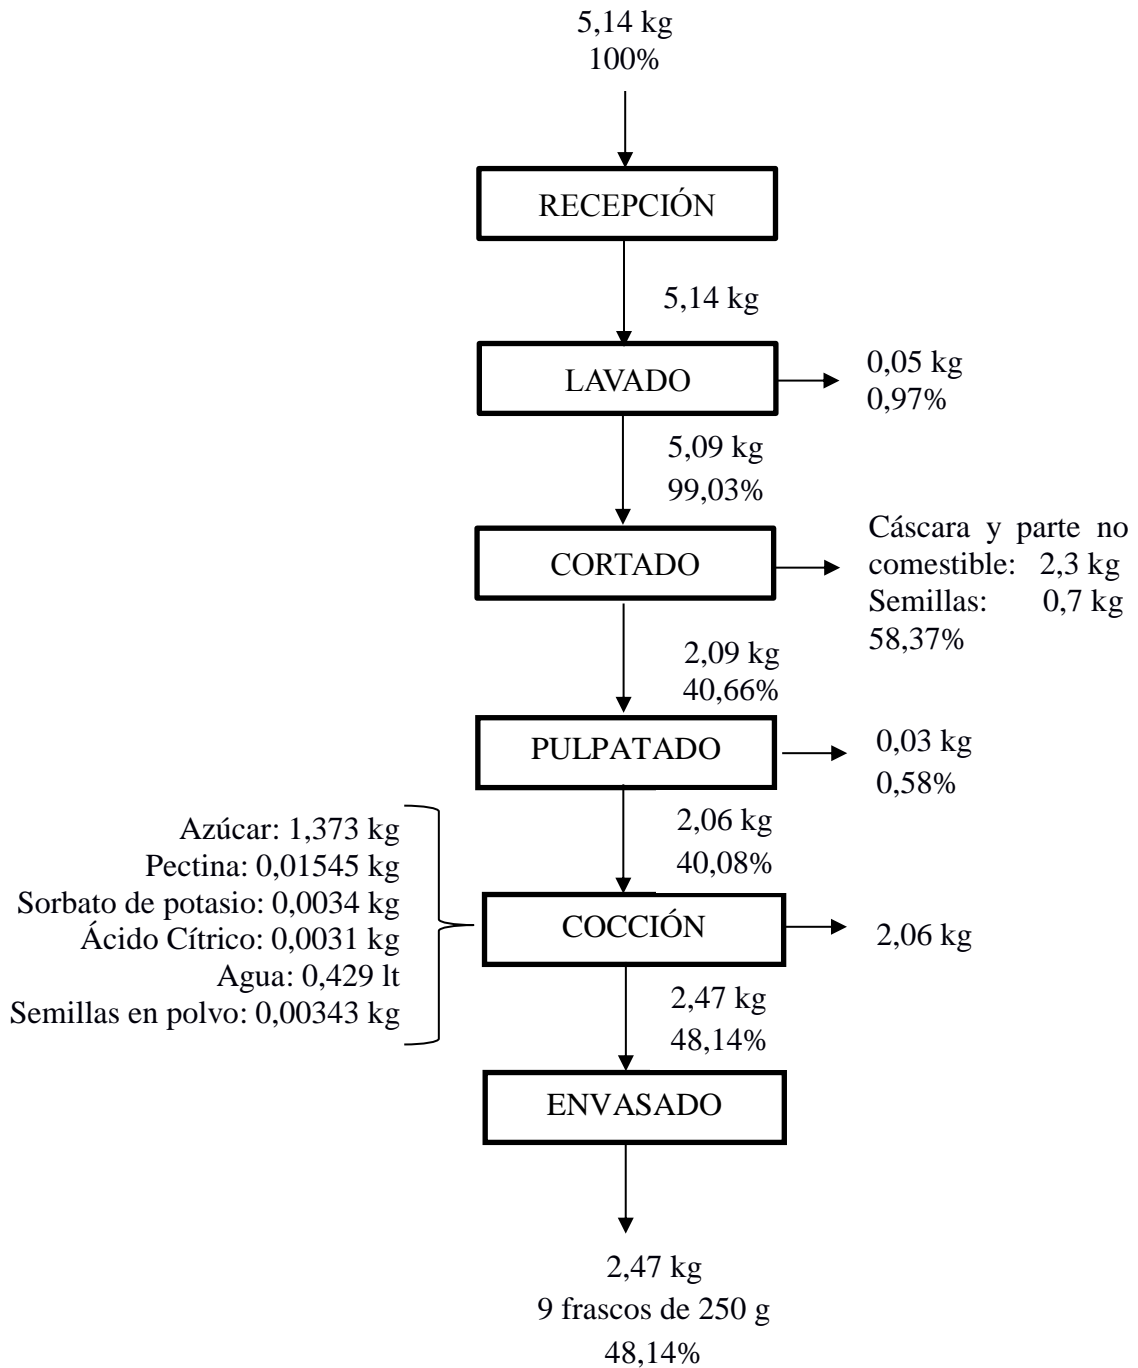 5,14 kg
100%
RECEPCIÓN
5,14 kg
LAVADO
0,05 kg
0,97%
5,09 kg
99,03%
CORTADO
Cáscara y parte no
comestible: 2,3 kg
Semillas: 0,7 kg
58,37%
2,09 kg
40,66%
PULPATADO
0,03 kg
0,58%
2,06 kg
40,08%
Azúcar: 1,373 kg
Pectina: 0,01545 kg
Sorbato de potasio: 0,0034 kg
Ácido Cítrico: 0,0031 kg
Agua: 0,429 lt
Semillas en polvo: 0,00343 kg
COCCIÓN
2,06 kg
2,47 kg
48,14%
ENVASADO
2,47 kg
9 frascos de 250 g
48,14%